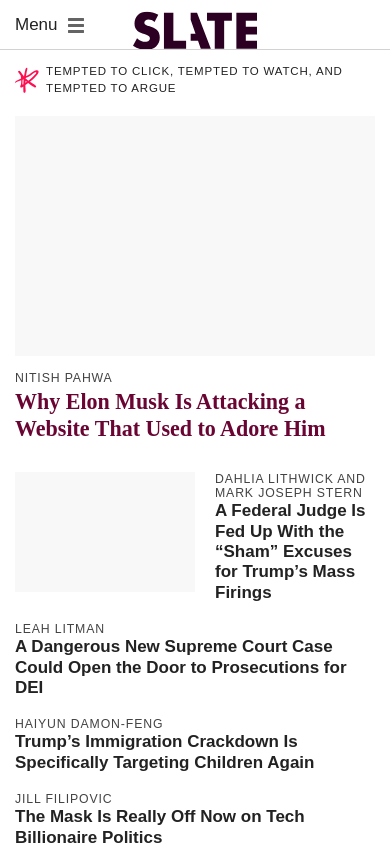 Menu
SLATE
TEMPTED TO CLICK, TEMPTED TO WATCH, AND
TEMPTED TO ARGUE
NITISH PAHWA
Why Elon Musk Is Attacking a
Website That Used to Adore Him
DAHLIA LITHWICK AND
MARK JOSEPH STERN
A Federal Judge Is
Fed Up With the
“Sham” Excuses
for Trump’s Mass
Firings
LEAH LITMAN
A Dangerous New Supreme Court Case
Could Open the Door to Prosecutions for
DEI
HAIYUN DAMON-FENG
Trump’s Immigration Crackdown Is
Specifically Targeting Children Again
JILL FILIPOVIC
The Mask Is Really Off Now on Tech
Billionaire Politics